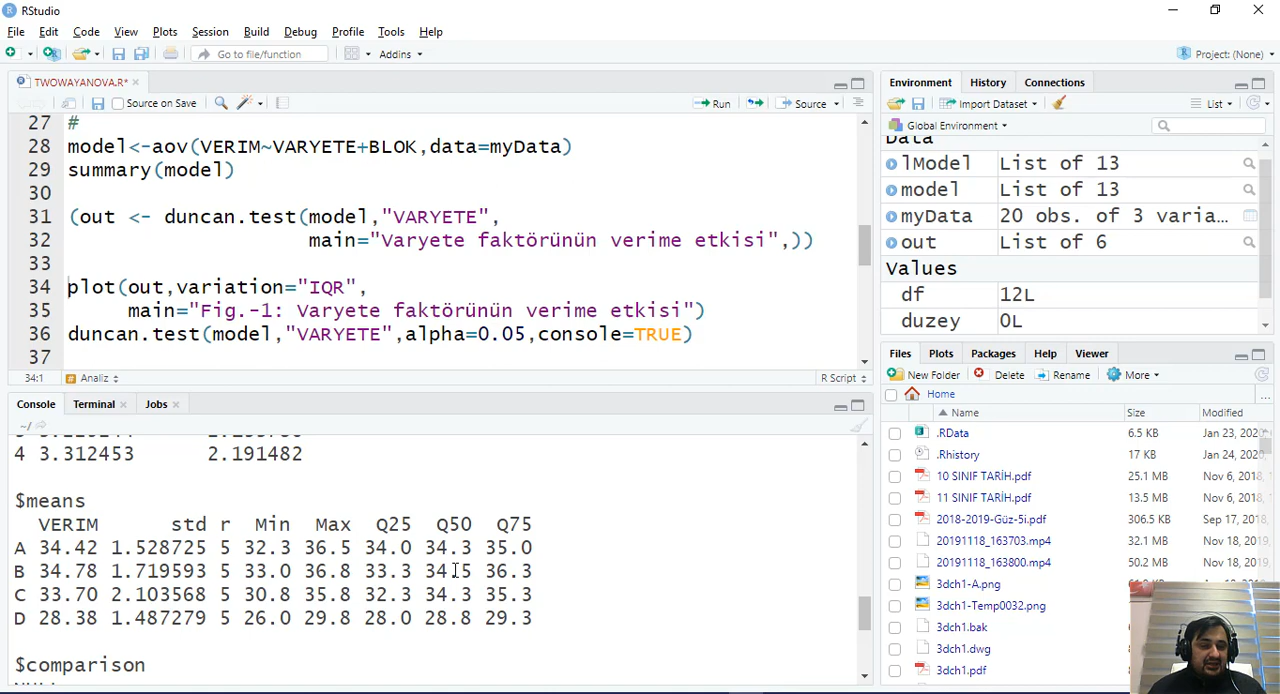 RStudio
File Edit Code View Plots Session Build Debug Profile Tools Help
Go to file/function Addins Project: (None)
TWOWAYANOVA.R*
Source on Save Run Source
27 #
28 model<-aov(VERIM~VARYETE+BLOK,data=myData)
29 summary(model)
30
31 (out <- duncan.test(model,"VARYETE",
32 main="Varyete faktörünün verime etkisi",))
33
34 plot(out,variation="IQR",
35 main="Fig.-1: Varyete faktörünün verime etkisi")
36 duncan.test(model,"VARYETE",alpha=0.05,console=TRUE)
37
34:1 Analiz R Script
Console Terminal Jobs
~/
4 3.312453 2.191482
$means
VERIM std r Min Max Q25 Q50 Q75
A 34.42 1.528725 5 32.3 36.5 34.0 34.3 35.0
B 34.78 1.719593 5 33.0 36.8 33.3 34.5 36.3
C 33.70 2.103568 5 30.8 35.8 32.3 34.3 35.3
D 28.38 1.487279 5 26.0 29.8 28.0 28.8 29.3
$comparison
Environment History Connections
Import Dataset List
Global Environment
Data
lModel List of 13
model List of 13
myData 20 obs. of 3 varia...
out List of 6
Values
df 12L
duzey 0L
Files Plots Packages Help Viewer
New Folder Delete Rename More
Home
Name Size Modified
.RData 6.5 KB Jan 23, 2020
.Rhistory 17 KB Jan 24, 2020
10 SINIF TARİH.pdf 25.1 MB Nov 6, 2018
11 SINIF TARİH.pdf 13.5 MB Nov 6, 2018
2018-2019-Güz-5i.pdf 306.5 KB Sep 17, 2018
20191118_163703.mp4 32.1 MB Nov 18, 2019
20191118_163800.mp4 50.2 MB Nov 18, 2019
3dch1-A.png
3dch1-Temp0032.png
3dch1.bak
3dch1.dwg
3dch1.pdf